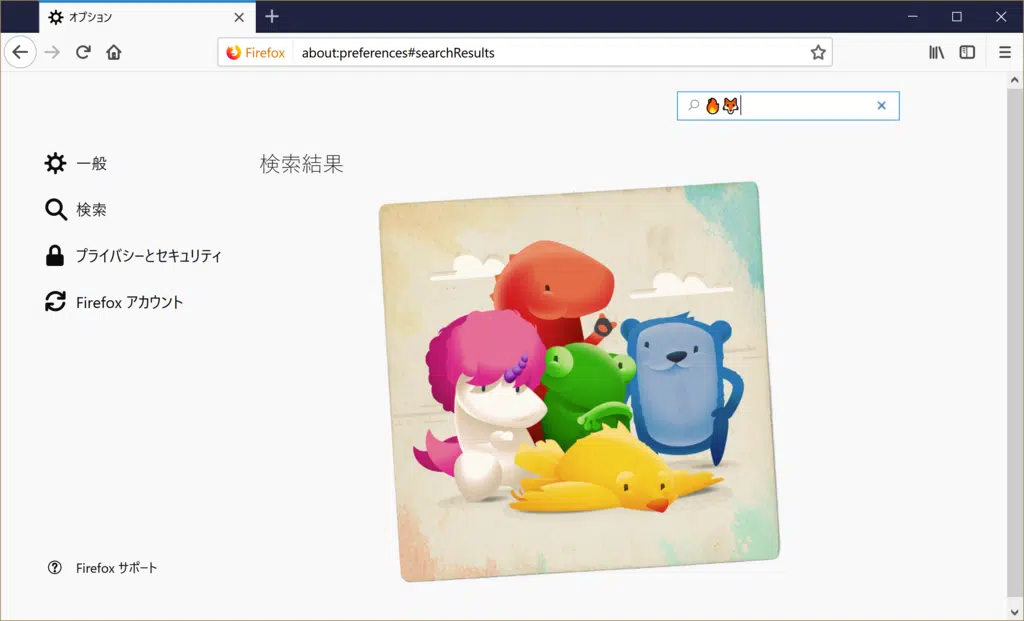 オプション
Firefox
about:preferences#searchResults
🔥🦊
一般
検索結果
検索
プライバシーとセキュリティ
Firefox アカウント
Firefox サポート